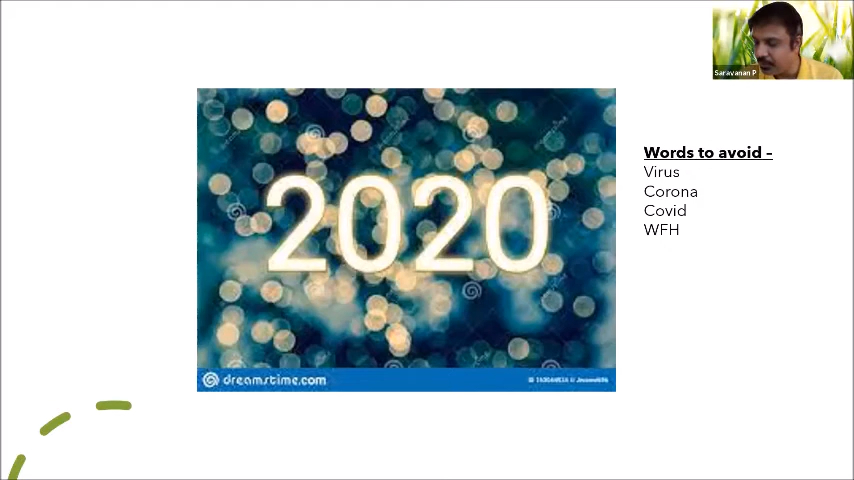 Saravanan P
2020
Words to avoid –
Virus
Corona
Covid
WFH
dreamstime.com